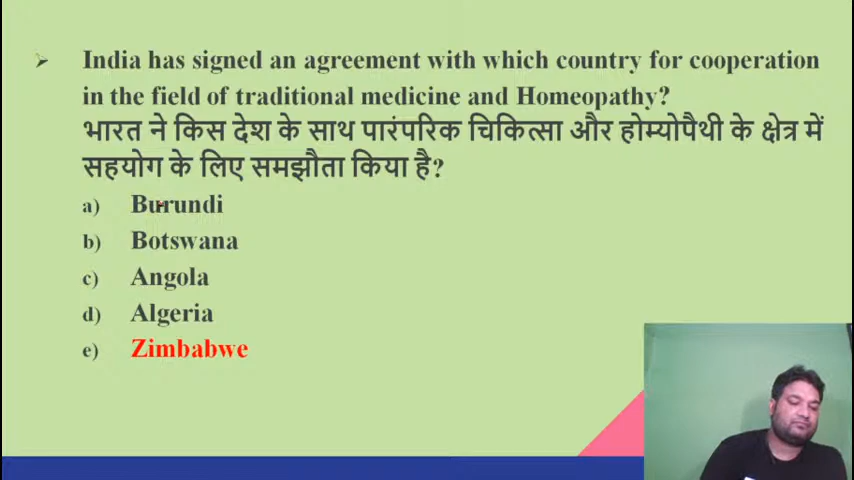 ➢ India has signed an agreement with which country for cooperation
in the field of traditional medicine and Homeopathy?
भारत ने किस देश के साथ पारंपरिक चिकित्सा और होम्योपैथी के क्षेत्र में
सहयोग के लिए समझौता किया है?
a) Burundi
b) Botswana
c) Angola
d) Algeria
e) Zimbabwe